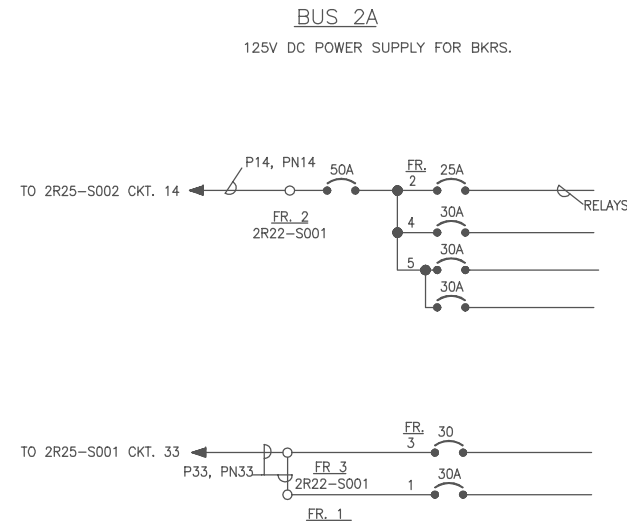 BUS 2A
125V DC POWER SUPPLY FOR BKRS.
P14, PN14
50A
FR.
2
25A
TO 2R25-S002 CKT. 14
FR. 2
2R22-S001
RELAYS
4
30A
5
30A
30A
FR.
3
30
TO 2R25-S001 CKT. 33
P33, PN33
FR 3
2R22-S001
1
30A
FR. 1